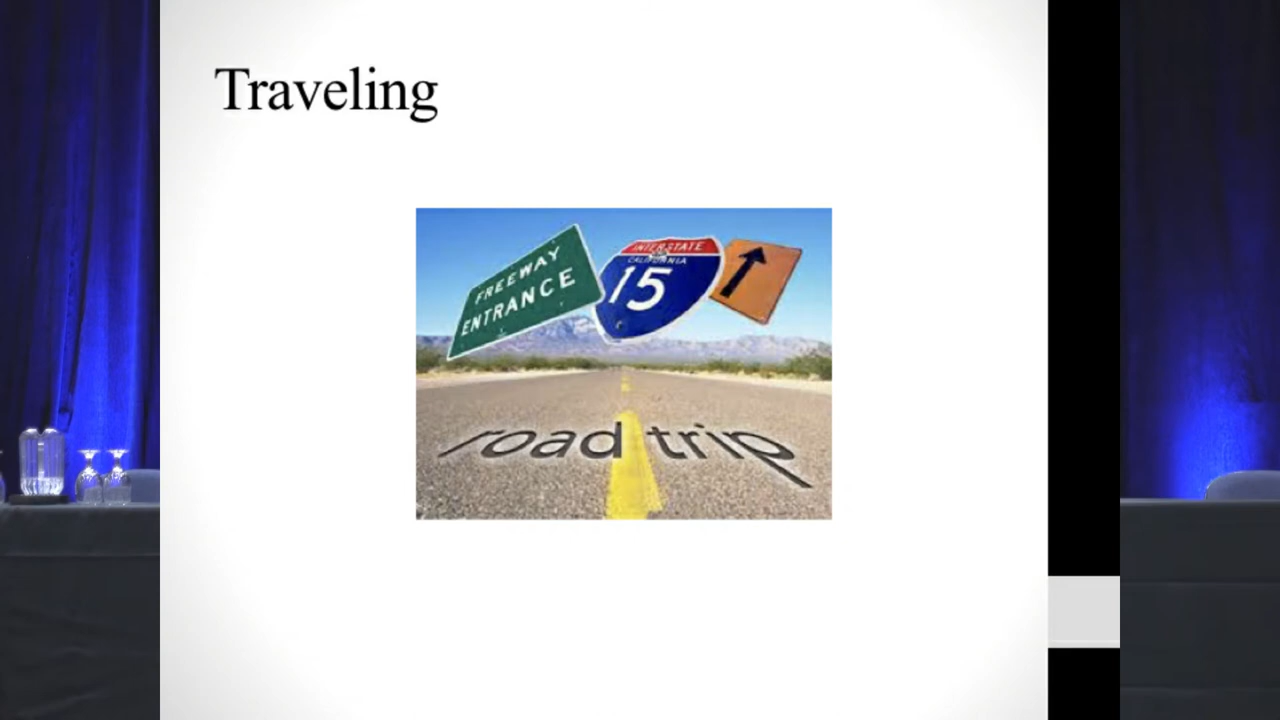 Traveling
FREEWAY
ENTRANCE
INTERSTATE
CALIFORNIA
15
road trip